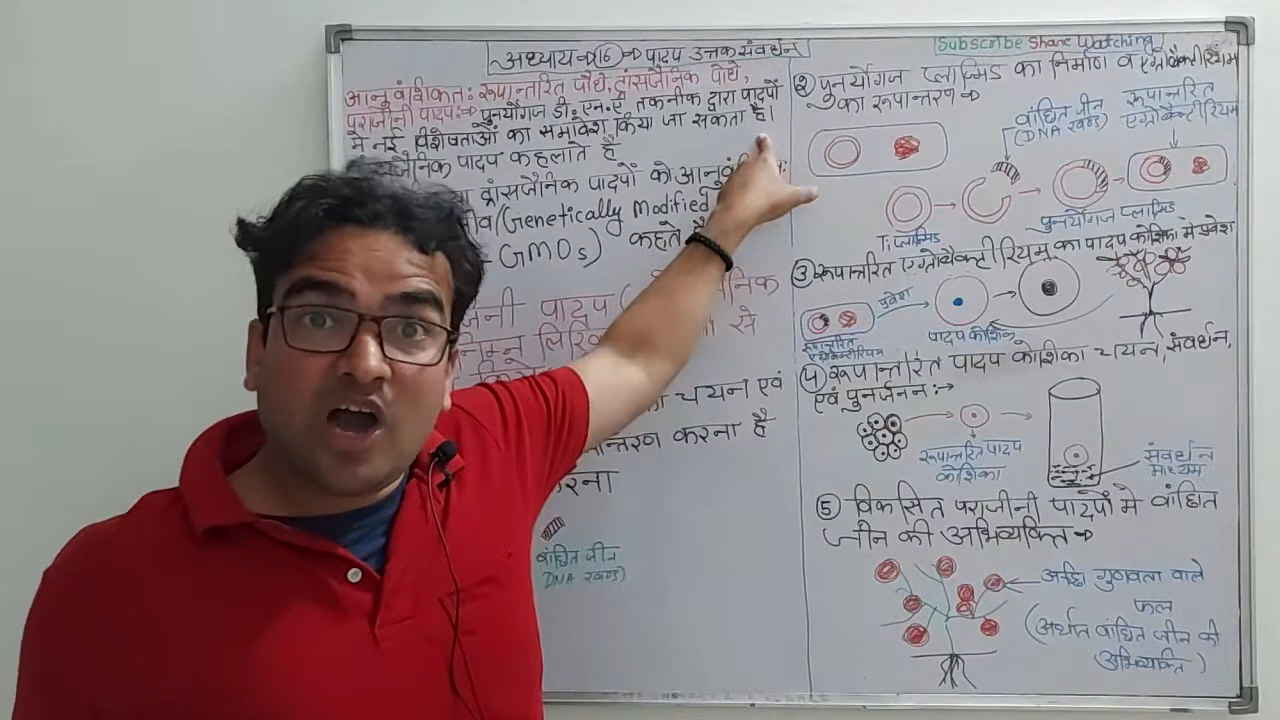 अध्याय⇒16⇒ पादप उत्तक संवर्धन
Subscribe Share Watching
आनुवांशिकतः रूपान्तरित पौधे, ट्रांसजैनिक पौधे,
पराजीनी पादप:⇒ पुनर्योगज डी. एन. ए. तकनीक द्वारा पादपों
मे नई विशेषताओं का समावेश किया जा सकता है।
पादप कहलाते है
ट्रांसजैनिक पादपों को
(Genetically Modified
GMOs) कहते है
पादप
चयन एवं
करना है
वांछित जीन
DNA खण्ड)
② पुनर्योगज प्लाज्मिड का निर्माण व एग्रोबैक्टीरियम
का रूपान्तरण ⇒
वांछित जीन
(DNA खण्ड)
रूपान्तरित
एग्रोबैक्टीरियम
Ti प्लाज्मिड
पुनर्योगज प्लाज्मिड
③ रूपान्तरित एग्रोबैक्टीरियम का पादप कोशिका मे प्रवेश
प्रवेश
रूपान्तरित
एग्रोबैक्टीरियम
पादप कोशिका
④ रूपान्तरित पादप कोशिका चयन, संवर्धन,
एवं पुनर्जनन :→
रूपान्तरित पादप
कोशिका
संवर्धन
माध्यम
⑤ विकसित पराजीनी पादपों मे वांछित
जीन की अभिव्यक्ति ⇒
अच्छि गुणवता वाले
फल
(अर्थात वांछित जीन की
अभिव्यक्ति)